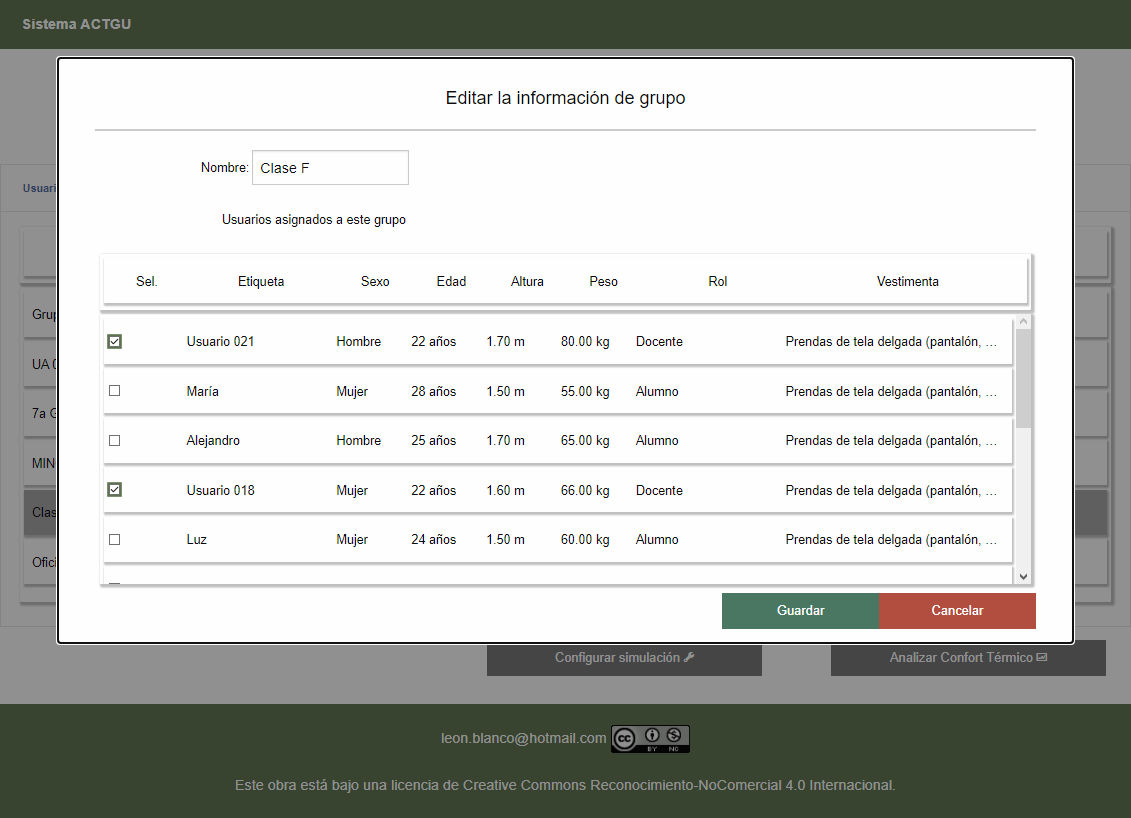 Sistema ACTGU
Editar la información de grupo
Nombre: Clase F
Usuarios asignados a este grupo
Sel. Etiqueta Sexo Edad Altura Peso Rol Vestimenta
Usuario 021 Hombre 22 años 1.70 m 80.00 kg Docente Prendas de tela delgada (pantalón, ...
María Mujer 28 años 1.50 m 55.00 kg Alumno Prendas de tela delgada (pantalón, ...
Alejandro Hombre 25 años 1.70 m 65.00 kg Alumno Prendas de tela delgada (pantalón, ...
Usuario 018 Mujer 22 años 1.60 m 66.00 kg Docente Prendas de tela delgada (pantalón, ...
Luz Mujer 24 años 1.50 m 60.00 kg Alumno Prendas de tela delgada (pantalón, ...
Guardar Cancelar
Usuari
Grup
UA 0
7a G
MIN
Clas
Ofici
Configurar simulación Analizar Confort Térmico
leon.blanco@hotmail.com cc BY NC
Este obra está bajo una licencia de Creative Commons Reconocimiento-NoComercial 4.0 Internacional.